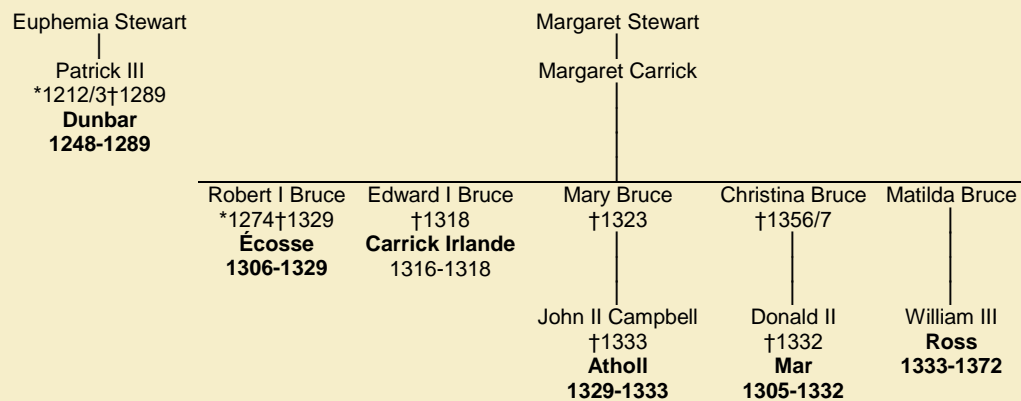 Euphemia Stewart
Margaret Stewart
Patrick III
*1212/3†1289
Dunbar
1248-1289
Margaret Carrick
Robert I Bruce
*1274†1329
Écosse
1306-1329
Edward I Bruce
†1318
Carrick Irlande
1316-1318
Mary Bruce
†1323
Christina Bruce
†1356/7
Matilda Bruce
John II Campbell
†1333
Atholl
1329-1333
Donald II
†1332
Mar
1305-1332
William III
Ross
1333-1372